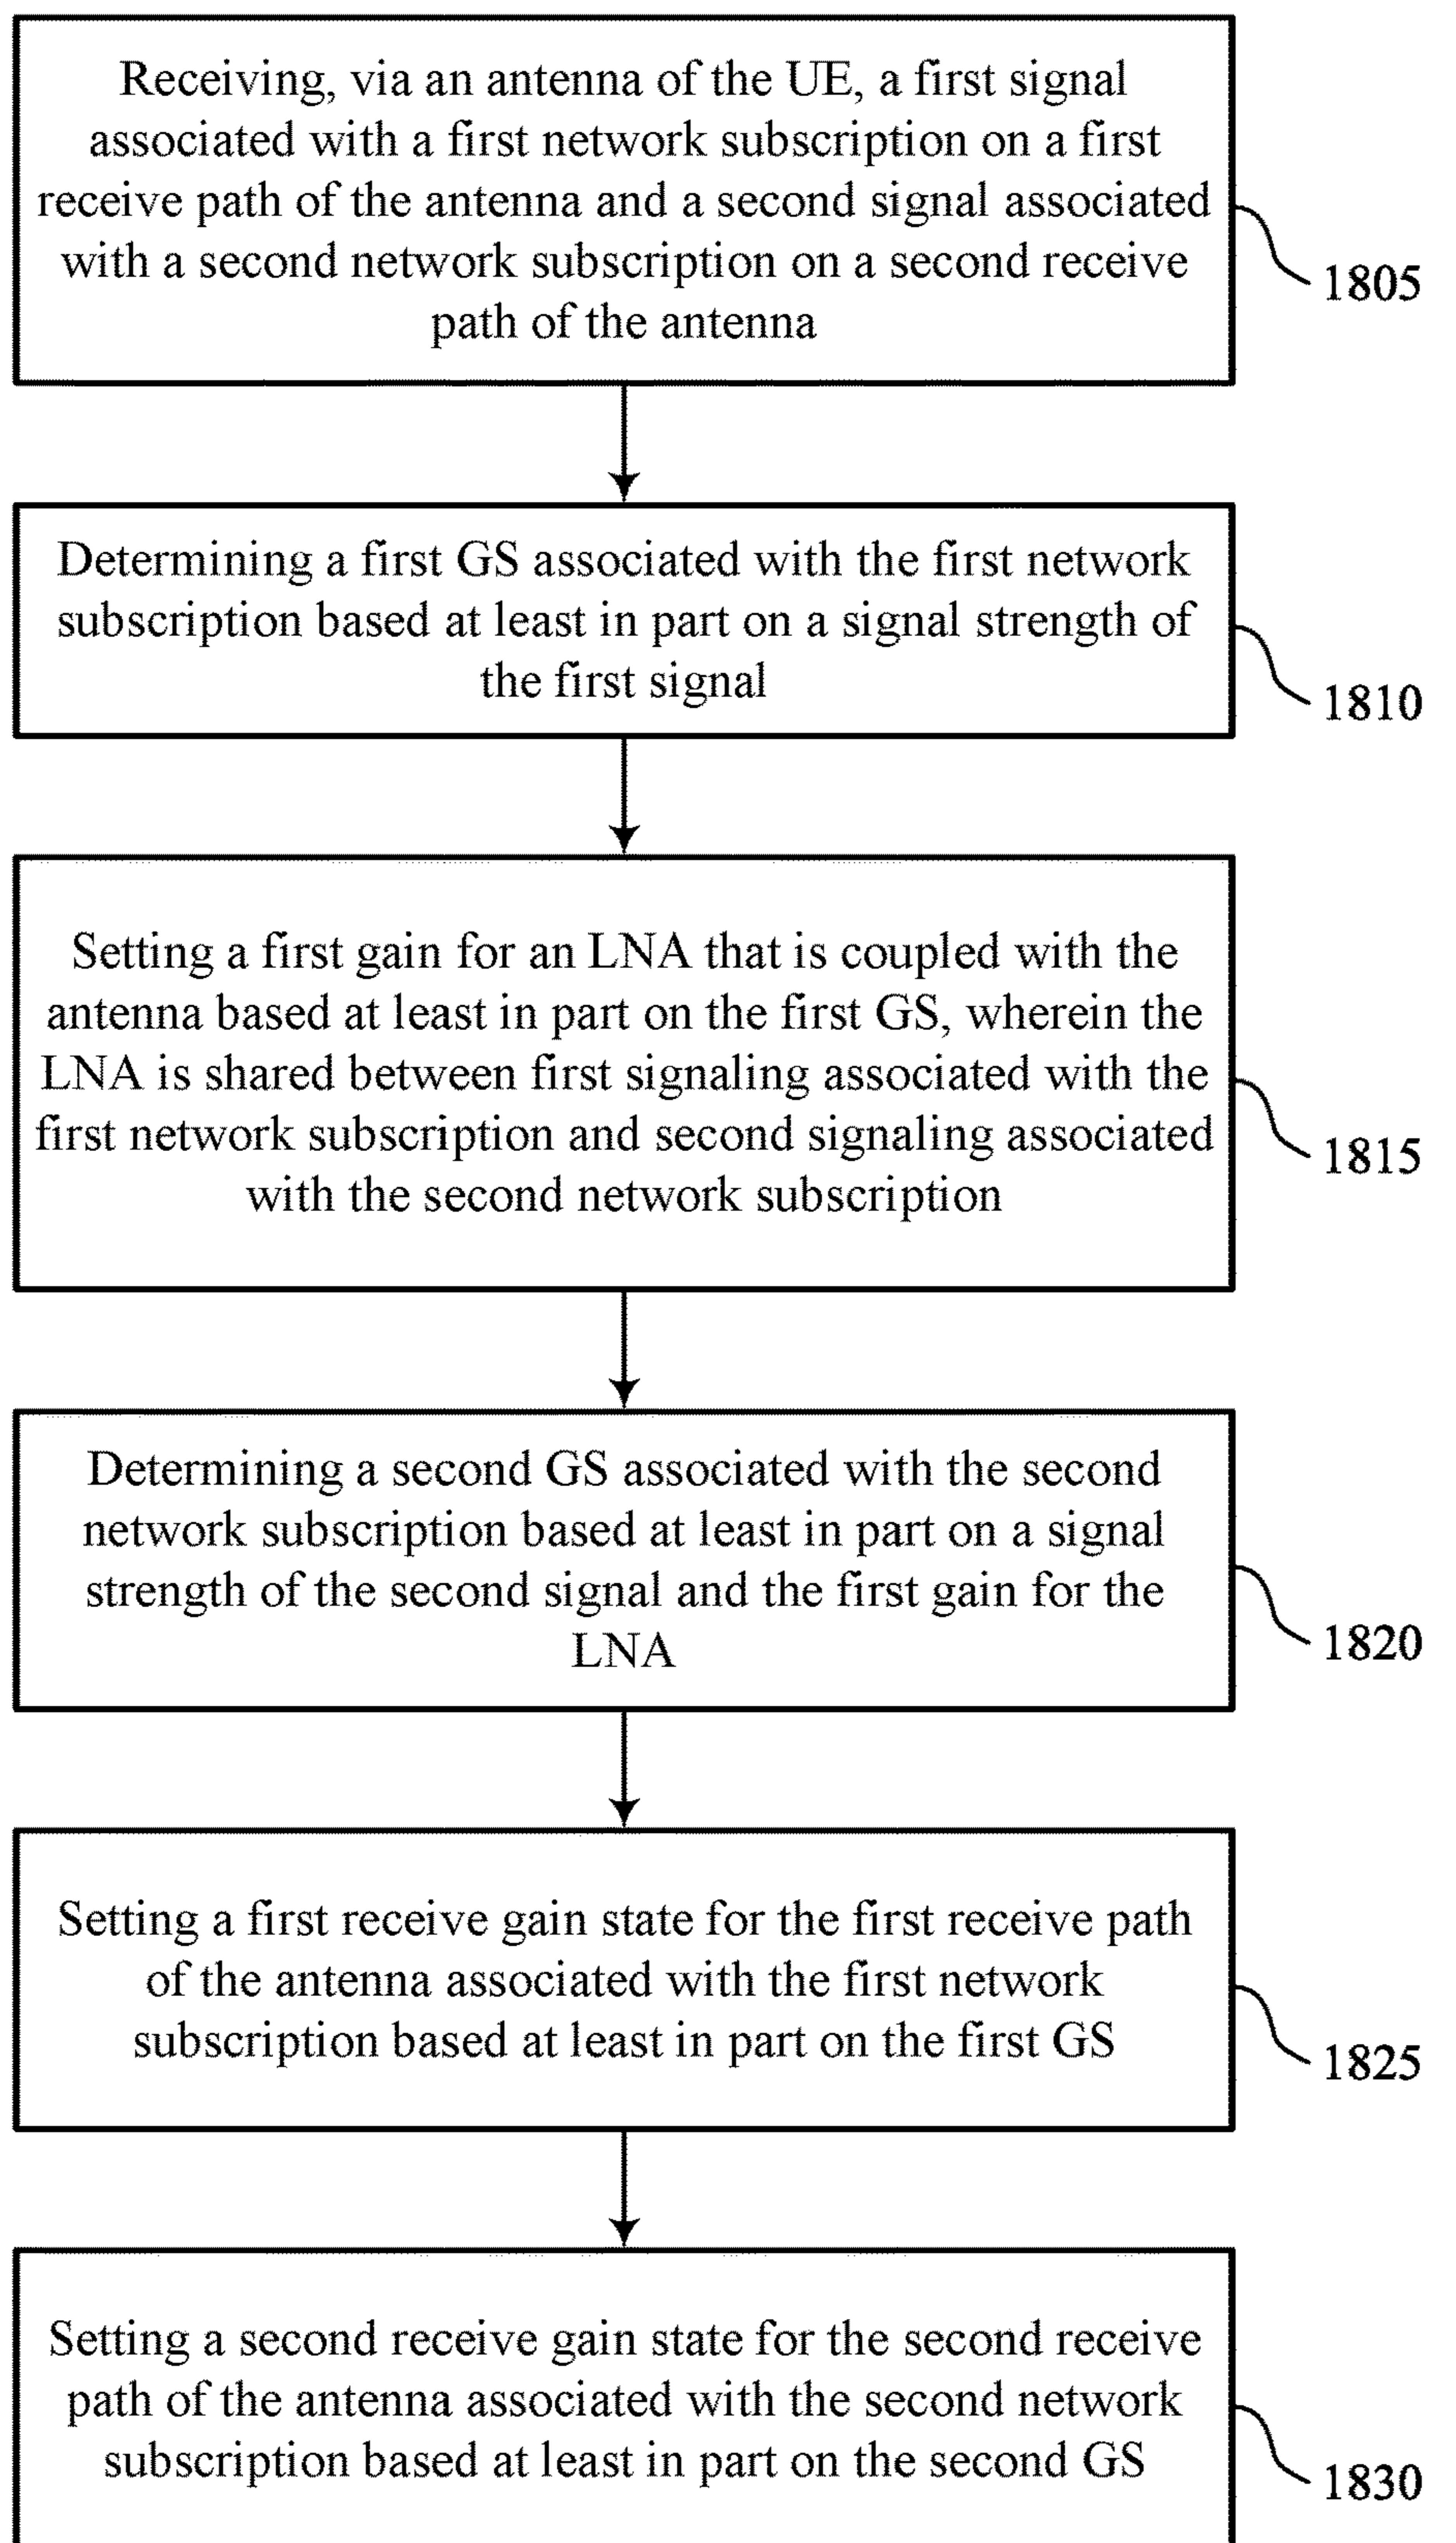 Receiving, via an antenna of the UE, a first signal
associated with a first network subscription on a first
receive path of the antenna and a second signal associated
with a second network subscription on a second receive
path of the antenna
1805
Determining a first GS associated with the first network
subscription based at least in part on a signal strength of
the first signal
1810
Setting a first gain for an LNA that is coupled with the
antenna based at least in part on the first GS, wherein the
LNA is shared between first signaling associated with the
first network subscription and second signaling associated
with the second network subscription
1815
Determining a second GS associated with the second
network subscription based at least in part on a signal
strength of the second signal and the first gain for the
LNA
1820
Setting a first receive gain state for the first receive path
of the antenna associated with the first network
subscription based at least in part on the first GS
1825
Setting a second receive gain state for the second receive
path of the antenna associated with the second network
subscription based at least in part on the second GS
1830